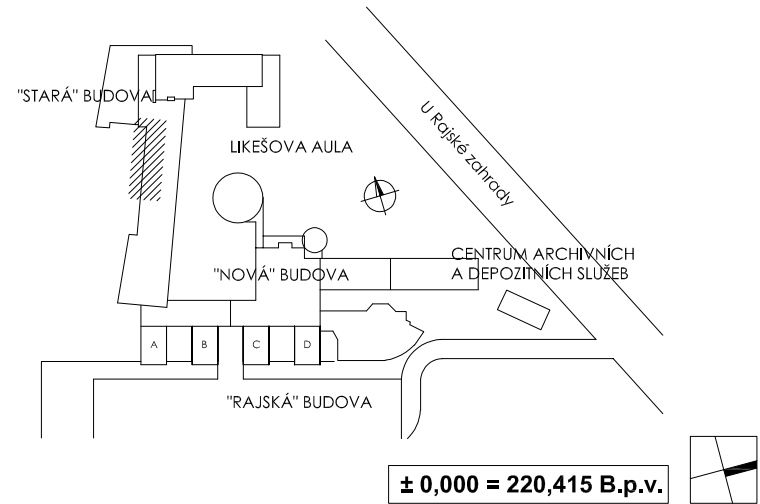 "STARÁ" BUDOVA
LIKEŠOVA AULA
U Rajské zahrady
CENTRUM ARCHIVNÍCH
A DEPOZITNÍCH SLUŽEB
"NOVÁ" BUDOVA
A B C D
"RAJSKÁ" BUDOVA
± 0,000 = 220,415 B.p.v.